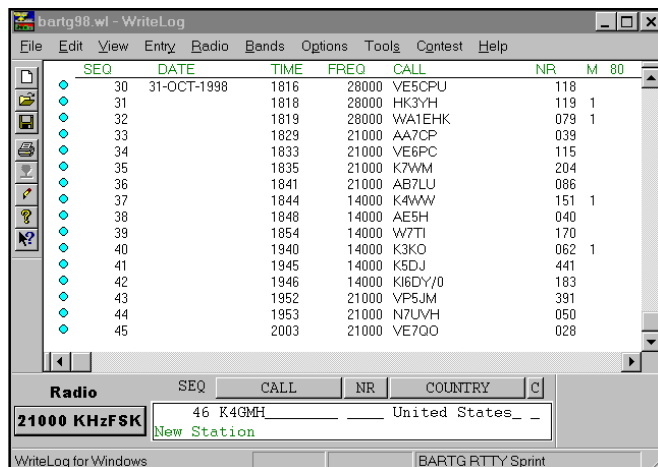 bartg98.wl - WriteLog
File Edit View Entry Radio Bands Options Tools Contest Help
SEQ DATE TIME FREQ CALL NR M 80
30 31-OCT-1998 1816 28000 VE5CPU 118
31 1818 28000 HK3YH 119 1
32 1819 28000 WA1EHK 079 1
33 1829 21000 AA7CP 039
34 1833 21000 VE6PC 115
35 1835 21000 K7WM 204
36 1841 21000 AB7LU 086
37 1844 14000 K4WW 151 1
38 1848 14000 AE5H 040
39 1854 14000 W7TI 170
40 1940 14000 K3KO 062 1
41 1945 14000 K5DJ 441
42 1946 14000 KI6DY/0 183
43 1952 21000 VP5JM 391
44 1953 21000 N7UVH 050
45 2003 21000 VE7QO 028
Radio SEQ CALL NR COUNTRY C
21000 KHzFSK 46 K4GMH_________ ____ United States_ _
New Station
WriteLog for Windows BARTG RTTY Sprint